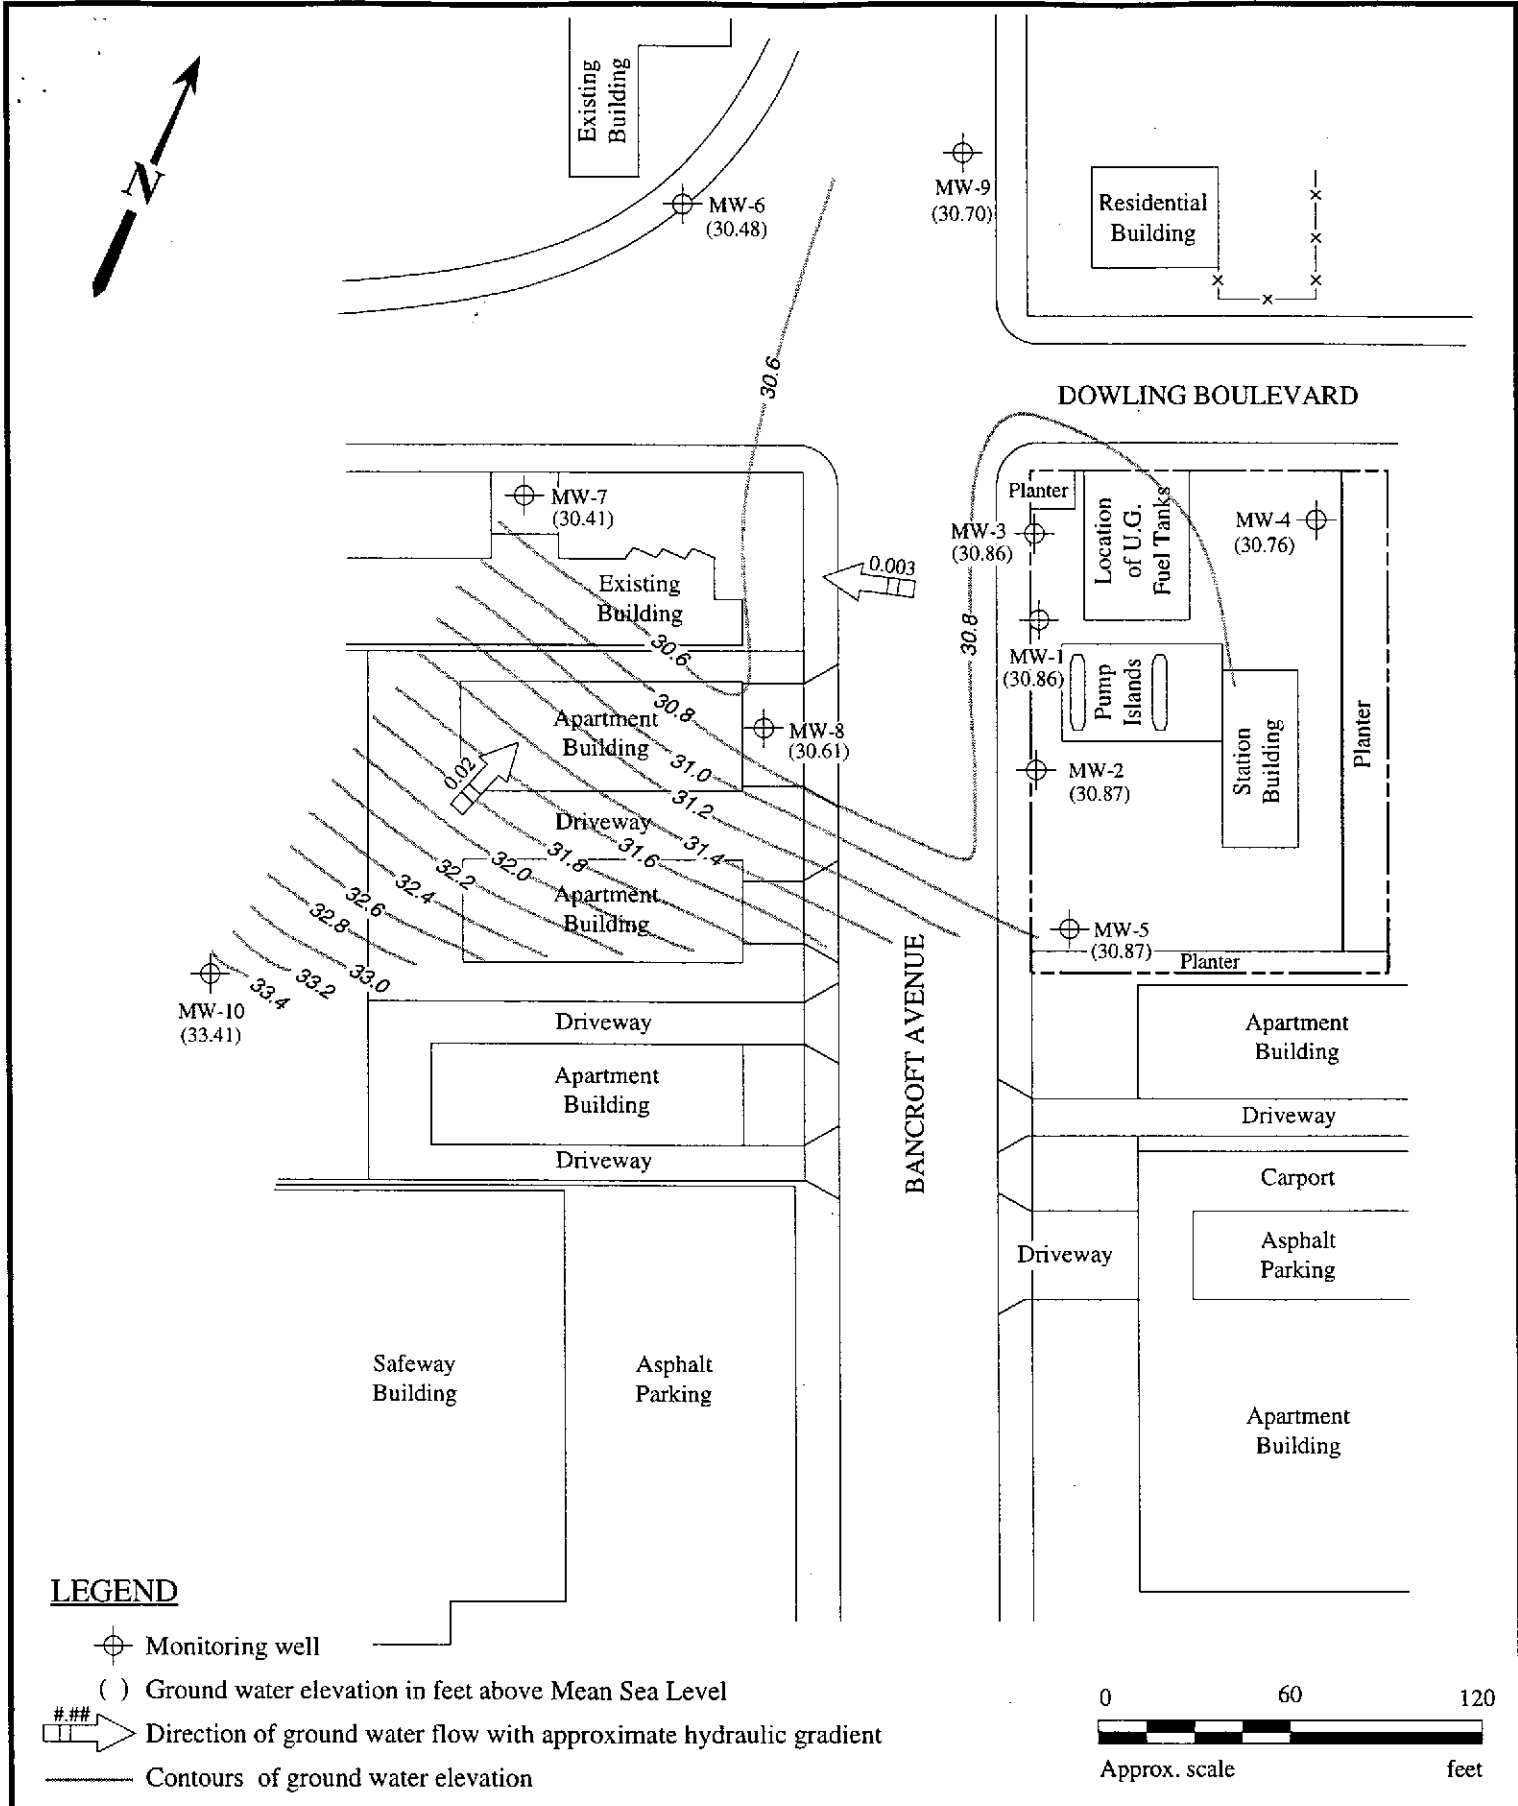 Existing
Building
N
MW-6
(30.48)
MW-9
(30.70)
Residential
Building
30.6
DOWLING BOULEVARD
MW-7
(30.41)
Planter
MW-3
(30.86)
Location
of U.G.
Fuel Tanks
MW-4
(30.76)
0.003
Existing
Building
30.6
30.8
MW-1
(30.86)
Pump
Islands
30.8
Apartment
Building
MW-8
(30.61)
Station
Building
Planter
0.02
31.0
MW-2
(30.87)
31.2
Driveway
31.4
31.6
31.8
32.0
32.2
32.4
32.6
32.8
Apartment
Building
MW-5
(30.87)
Planter
33.0
33.2
33.4
MW-10
(33.41)
BANCROFT AVENUE
Driveway
Apartment
Building
Apartment
Building
Driveway
Driveway
Carport
Driveway
Asphalt
Parking
Safeway
Building
Asphalt
Parking
Apartment
Building
LEGEND
Monitoring well
( ) Ground water elevation in feet above Mean Sea Level
#.## Direction of ground water flow with approximate hydraulic gradient
Contours of ground water elevation
0 60 120
Approx. scale feet